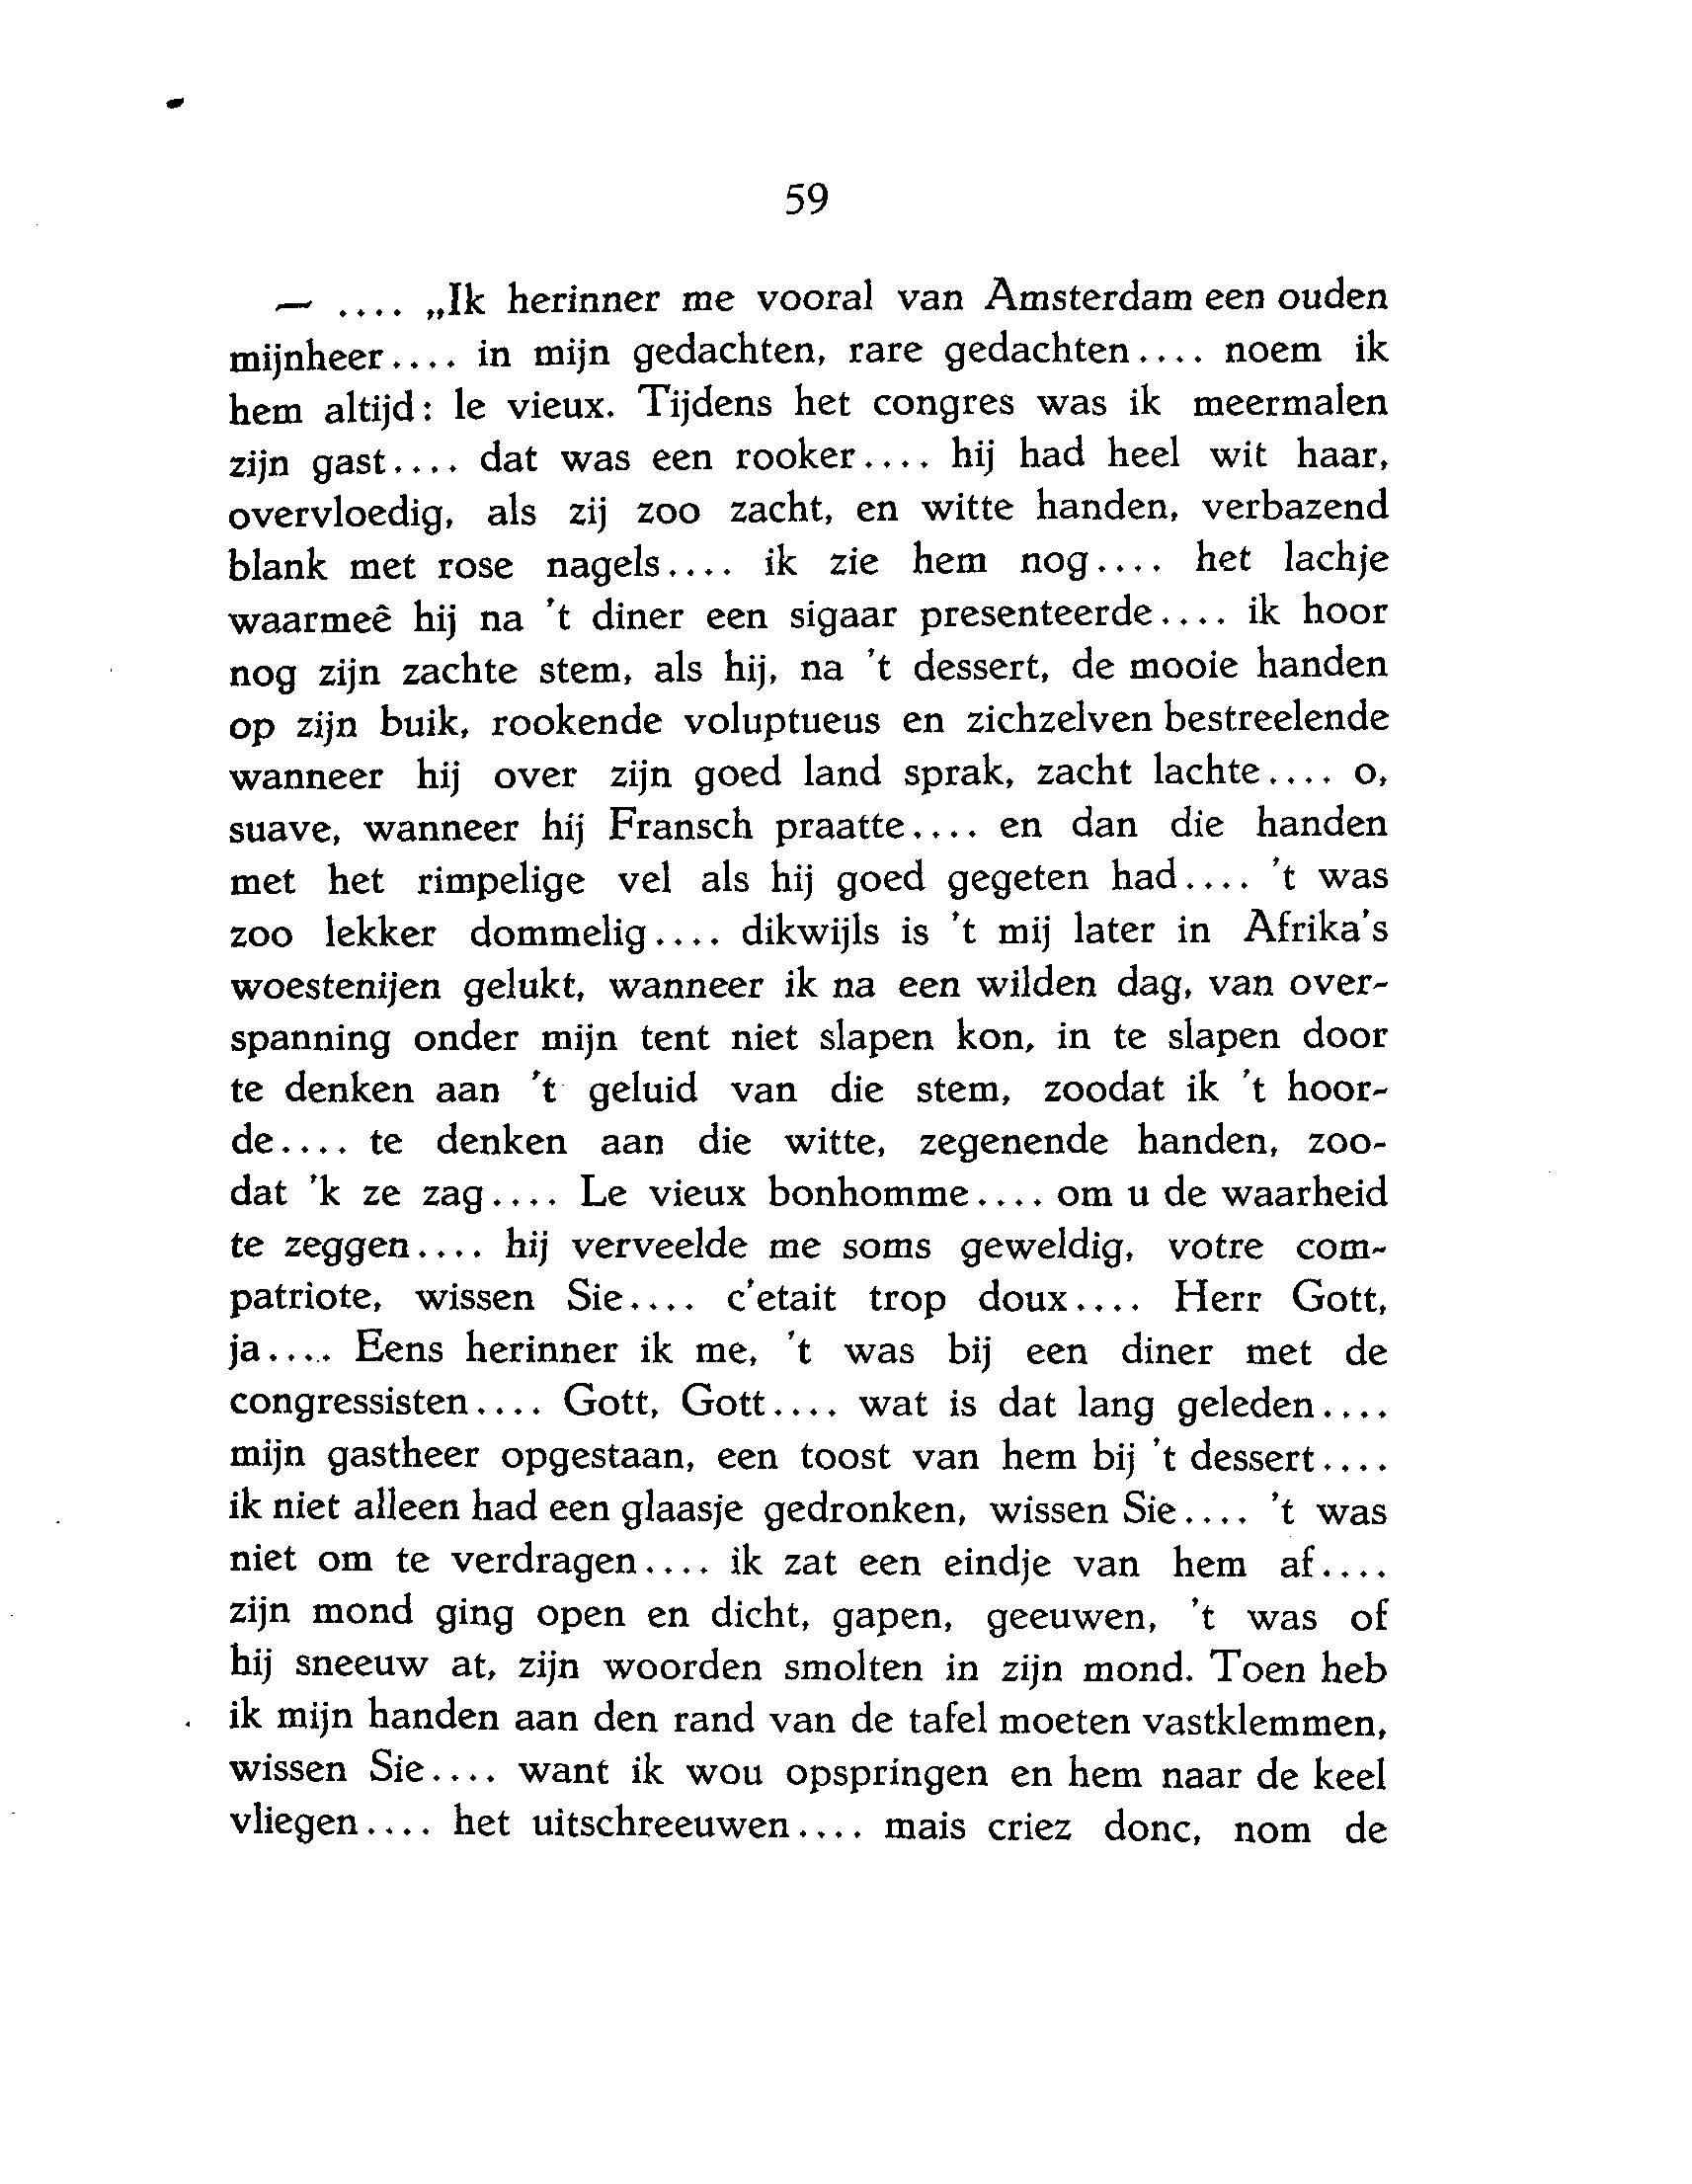 59
— .... „Ik herinner me vooral van Amsterdam een ouden
mijnheer.... in mijn gedachten, rare gedachten.... noem ik
hem altijd: le vieux. Tijdens het congres was ik meermalen
zijn gast.... dat was een rooker.... hij had heel wit haar,
overvloedig, als zij zoo zacht, en witte handen, verbazend
blank met rose nagels.... ik zie hem nog.... het lachje
waarmeê hij na 't diner een sigaar presenteerde.... ik hoor
nog zijn zachte stem, als hij, na 't dessert, de mooie handen
op zijn buik, rookende voluptueus en zichzelven bestreelende
wanneer hij over zijn goed land sprak, zacht lachte.... o,
suave, wanneer hij Fransch praatte.... en dan die handen
met het rimpelige vel als hij goed gegeten had.... 't was
zoo lekker dommelig.... dikwijls is 't mij later in Afrika's
woestenijen gelukt, wanneer ik na een wilden dag, van over-
spanning onder mijn tent niet slapen kon, in te slapen door
te denken aan 't geluid van die stem, zoodat ik 't hoor-
de.... te denken aan die witte, zegenende handen, zoo-
dat 'k ze zag.... Le vieux bonhomme.... om u de waarheid
te zeggen.... hij verveelde me soms geweldig, votre com-
patriote, wissen Sie.... c'etait trop doux.... Herr Gott,
ja.... Eens herinner ik me, 't was bij een diner met de
congressisten.... Gott, Gott.... wat is dat lang geleden....
mijn gastheer opgestaan, een toost van hem bij 't dessert....
ik niet alleen had een glaasje gedronken, wissen Sie.... 't was
niet om te verdragen.... ik zat een eindje van hem af....
zijn mond ging open en dicht, gapen, geeuwen, 't was of
hij sneeuw at, zijn woorden smolten in zijn mond. Toen heb
ik mijn handen aan den rand van de tafel moeten vastklemmen,
wissen Sie.... want ik wou opspringen en hem naar de keel
vliegen.... het uitschreeuwen.... mais criez donc, nom de